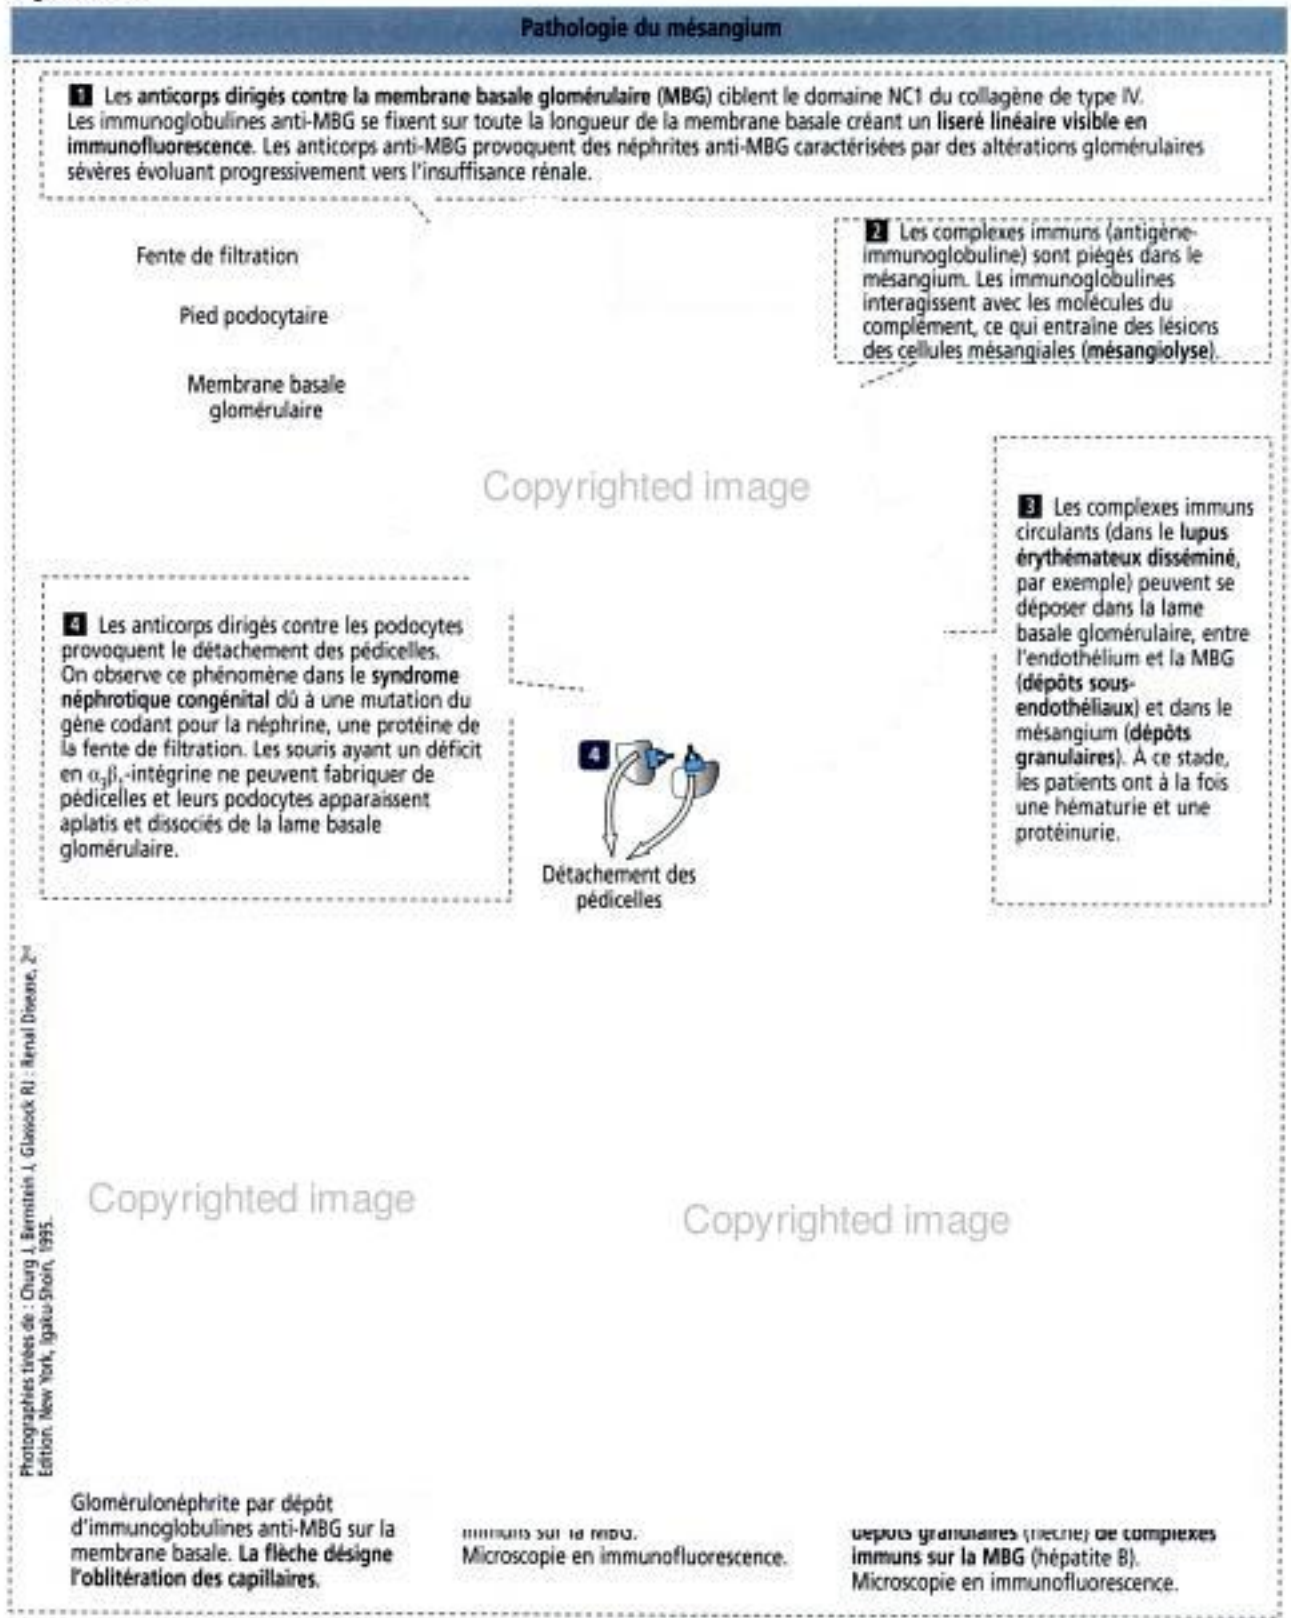 Pathologie du mésangium
1 Les anticorps dirigés contre la membrane basale glomérulaire (MBG) ciblent le domaine NC1 du collagène de type IV.
Les immunoglobulines anti-MBG se fixent sur toute la longueur de la membrane basale créant un liseré linéaire visible en
immunofluorescence. Les anticorps anti-MBG provoquent des néphrites anti-MBG caractérisées par des altérations glomérulaires
sévères évoluant progressivement vers l'insuffisance rénale.
Fente de filtration
Pied podocytaire
Membrane basale
glomérulaire
2 Les complexes immuns (antigène-
immunoglobuline) sont piégés dans le
mésangium. Les immunoglobulines
interagissent avec les molécules du
complément, ce qui entraîne des lésions
des cellules mésangiales (mésangiolyse).
Copyrighted image
3 Les complexes immuns
circulants (dans le lupus
érythémateux disséminé,
par exemple) peuvent se
déposer dans la lame
basale glomérulaire, entre
l'endothélium et la MBG
(dépôts sous-
endothéliaux) et dans le
mésangium (dépôts
granulaires). À ce stade,
les patients ont à la fois
une hématurie et une
protéinurie.
4 Les anticorps dirigés contre les podocytes
provoquent le détachement des pédicelles.
On observe ce phénomène dans le syndrome
néphrotique congénital dû à une mutation du
gène codant pour la néphrine, une protéine de
la fente de filtration. Les souris ayant un déficit
en α₃β₁-intégrine ne peuvent fabriquer de
pédicelles et leurs podocytes apparaissent
aplatis et dissociés de la lame basale
glomérulaire.
4
Détachement des
pédicelles
Photographies tirées de : Churg J, Bernstein J, Glassock RJ : Renal Disease, 2nd
Edition. New York, Igaku-Shoin, 1995.
Copyrighted image
Copyrighted image
Glomérulonéphrite par dépôt
d'immunoglobulines anti-MBG sur la
membrane basale. La flèche désigne
l'oblitération des capillaires.
immuns sur la MBG.
Microscopie en immunofluorescence.
dépôts granulaires (flèche) de complexes
immuns sur la MBG (hépatite B).
Microscopie en immunofluorescence.